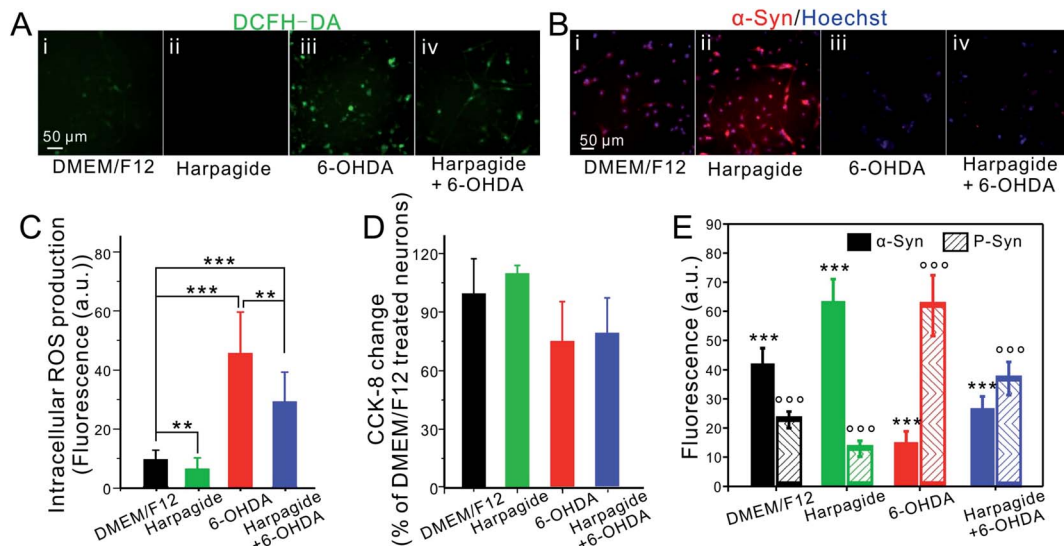 A
DCFH-DA
i
ii
iii
iv
50 μm
DMEM/F12
Harpagide
6-OHDA
Harpagide
+ 6-OHDA
B
α-Syn/Hoechst
i
ii
iii
iv
50 μm
DMEM/F12
Harpagide
6-OHDA
Harpagide
+ 6-OHDA
C
Intracellular ROS production
(Fluorescence (a.u.))
80
60
40
20
0
***
***
**
**
DMEM/F12
Harpagide
6-OHDA
Harpagide
+6-OHDA
D
CCK-8 change
(% of DMEM/F12 treated neurons)
120
90
60
30
0
DMEM/F12
Harpagide
6-OHDA
Harpagide
+6-OHDA
E
Fluorescence (a.u.)
90
80
70
60
50
40
30
20
10
0
α-Syn
P-Syn
***
°°°
***
°°°
***
°°°
***
°°°
DMEM/F12
Harpagide
6-OHDA
Harpagide
+6-OHDA